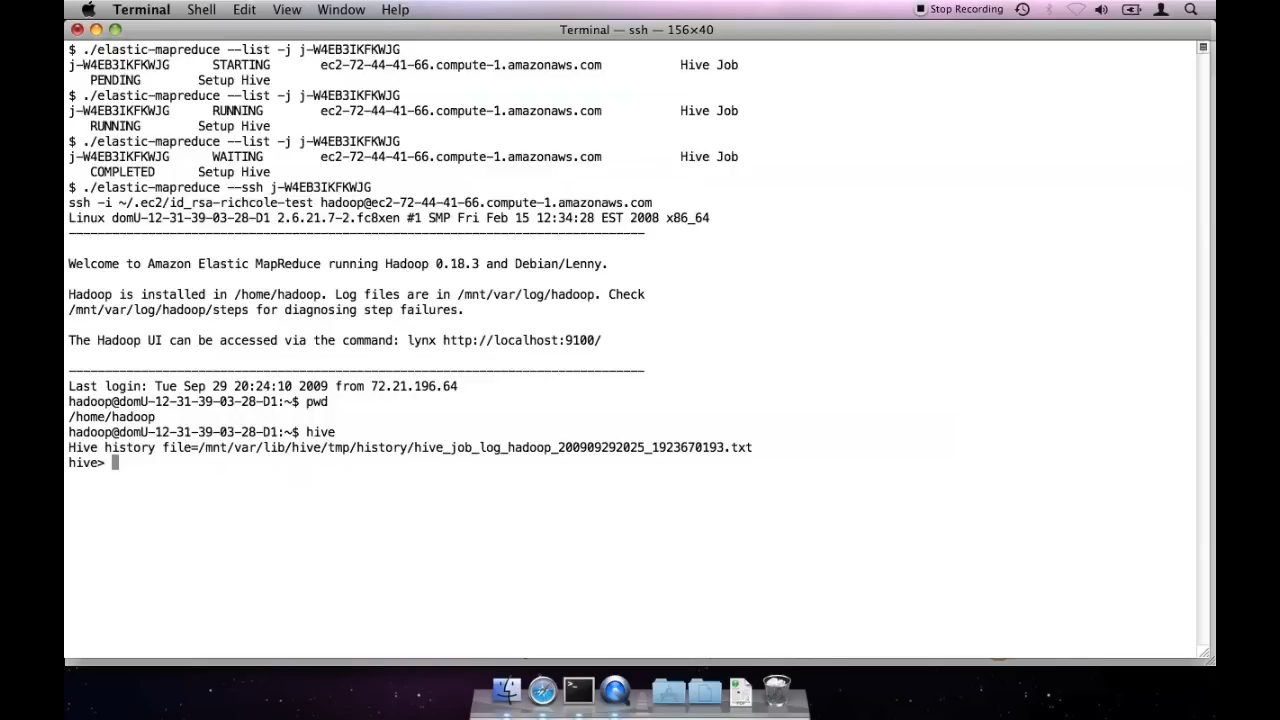 Terminal Shell Edit View Window Help Stop Recording
Terminal — ssh — 156×40
$ ./elastic-mapreduce --list -j j-W4EB3IKFKWJG
j-W4EB3IKFKWJG STARTING ec2-72-44-41-66.compute-1.amazonaws.com Hive Job
PENDING Setup Hive
$ ./elastic-mapreduce --list -j j-W4EB3IKFKWJG
j-W4EB3IKFKWJG RUNNING ec2-72-44-41-66.compute-1.amazonaws.com Hive Job
RUNNING Setup Hive
$ ./elastic-mapreduce --list -j j-W4EB3IKFKWJG
j-W4EB3IKFKWJG WAITING ec2-72-44-41-66.compute-1.amazonaws.com Hive Job
COMPLETED Setup Hive
$ ./elastic-mapreduce --ssh j-W4EB3IKFKWJG
ssh -i ~/.ec2/id_rsa-richcole-test hadoop@ec2-72-44-41-66.compute-1.amazonaws.com
Linux domU-12-31-39-03-28-D1 2.6.21.7-2.fc8xen #1 SMP Fri Feb 15 12:34:28 EST 2008 x86_64
--------------------------------------------------------------------------------
Welcome to Amazon Elastic MapReduce running Hadoop 0.18.3 and Debian/Lenny.
Hadoop is installed in /home/hadoop. Log files are in /mnt/var/log/hadoop. Check
/mnt/var/log/hadoop/steps for diagnosing step failures.
The Hadoop UI can be accessed via the command: lynx http://localhost:9100/
--------------------------------------------------------------------------------
Last login: Tue Sep 29 20:24:10 2009 from 72.21.196.64
hadoop@domU-12-31-39-03-28-D1:~$ pwd
/home/hadoop
hadoop@domU-12-31-39-03-28-D1:~$ hive
Hive history file=/mnt/var/lib/hive/tmp/history/hive_job_log_hadoop_200909292025_1923670193.txt
hive>